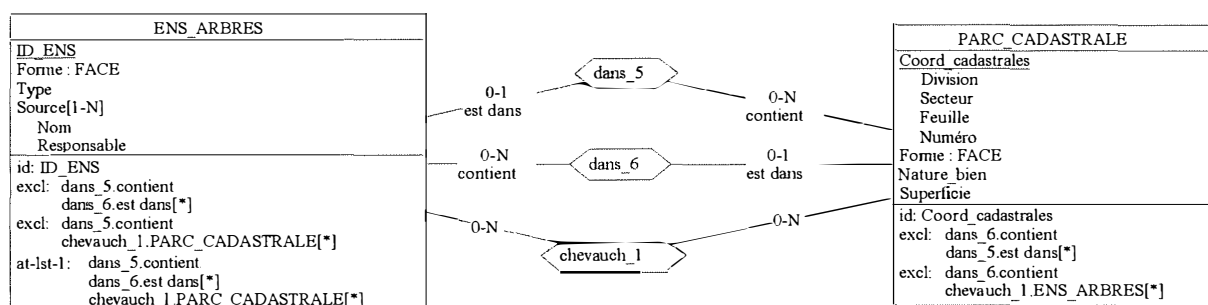 ENS_ARBRES
ID_ENS
Forme : FACE
Type
Source[1-N]
Nom
Responsable
id: ID_ENS
excl: dans_5.contient
dans_6.est dans[*]
excl: dans_5.contient
chevauch_1.PARC_CADASTRALE[*]
at-lst-1: dans_5.contient
dans_6.est dans[*]
chevauch_1.PARC_CADASTRALE[*]
dans_5
0-1
est dans
0-N
contient
0-N
contient
dans_6
0-1
est dans
0-N
chevauch_1
0-N
PARC_CADASTRALE
Coord_cadastrales
Division
Secteur
Feuille
Numéro
Forme : FACE
Nature_bien
Superficie
id: Coord_cadastrales
excl: dans_6.contient
dans_5.est dans[*]
excl: dans_6.contient
chevauch_1.ENS_ARBRES[*]